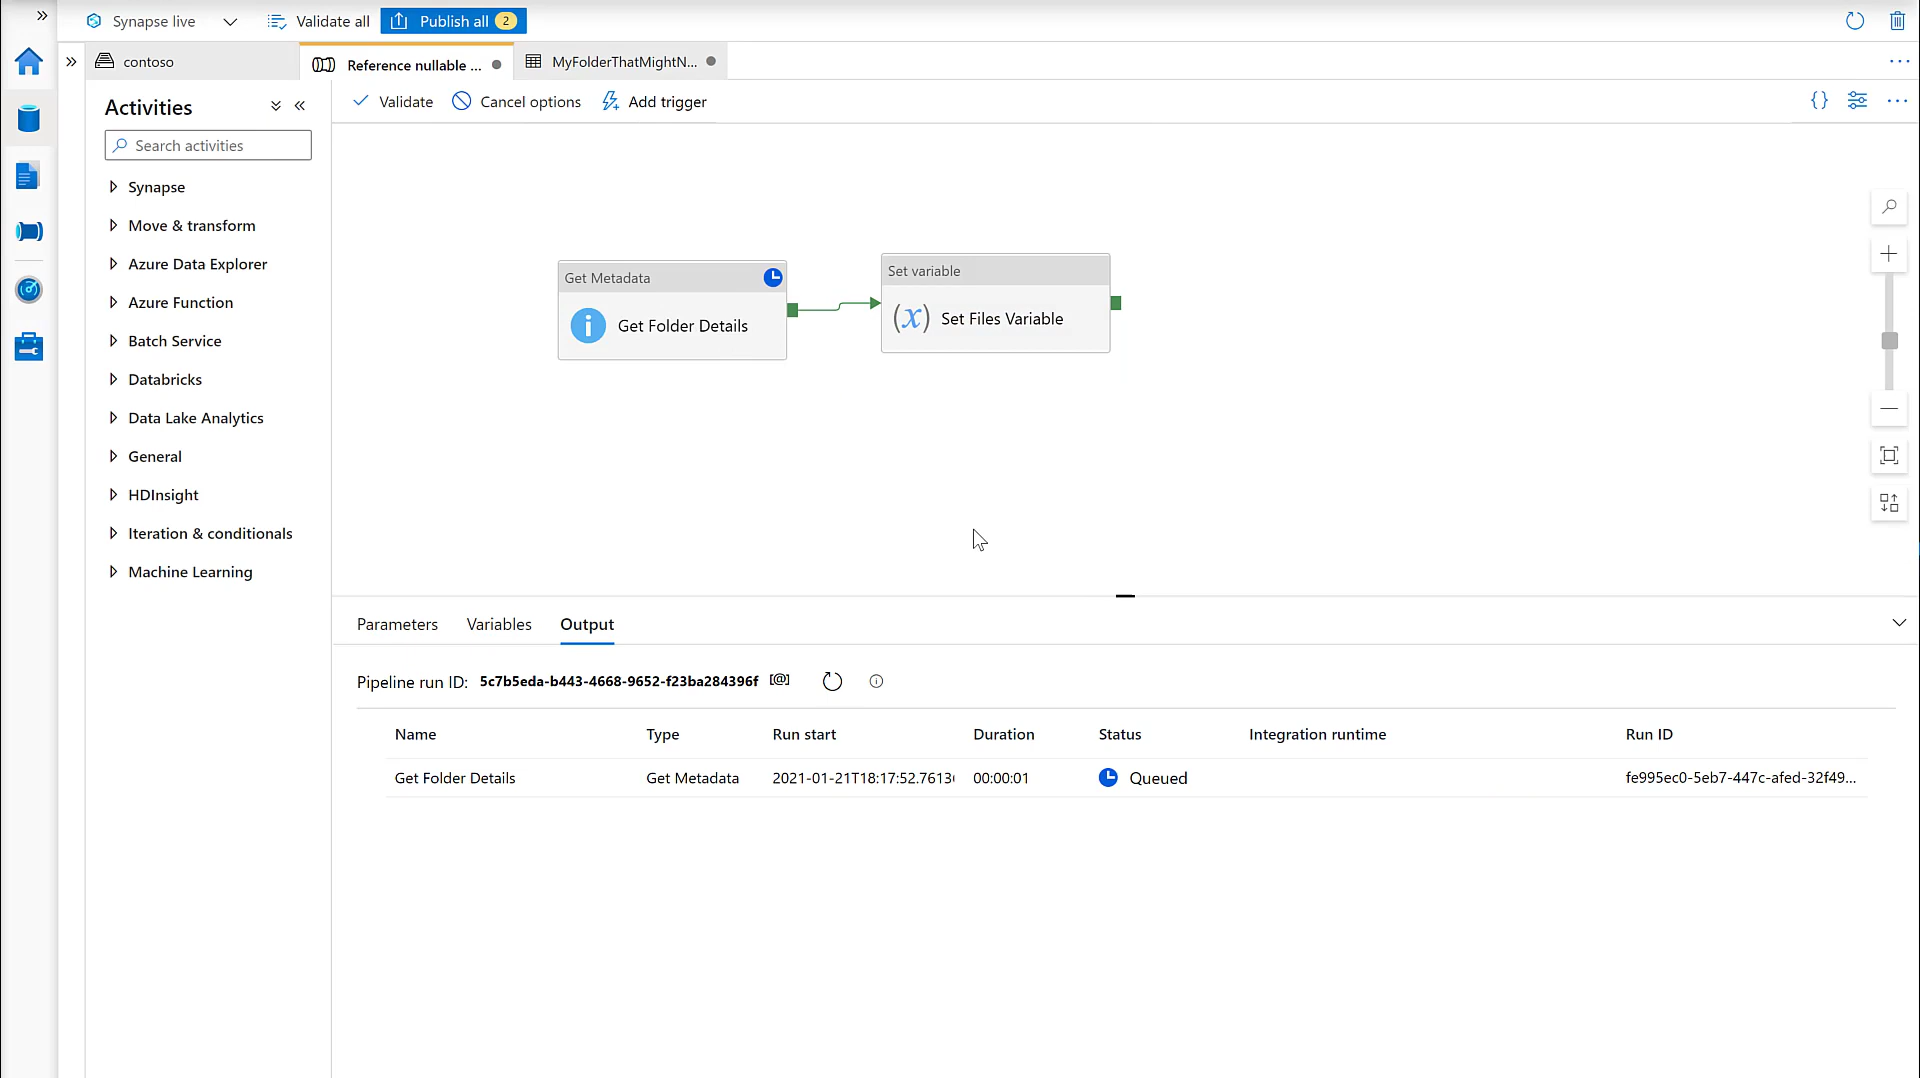 Synapse live
Validate all
Publish all 2
contoso
Reference nullable ...
MyFolderThatMightN...
Activities
Validate
Cancel options
Add trigger
Search activities
Synapse
Move & transform
Azure Data Explorer
Azure Function
Batch Service
Databricks
Data Lake Analytics
General
HDInsight
Iteration & conditionals
Machine Learning
Get Metadata
Get Folder Details
Set variable
(x) Set Files Variable
Parameters Variables Output
Pipeline run ID: 5c7b5eda-b443-4668-9652-f23ba284396f [@]
Name Type Run start Duration Status Integration runtime Run ID
Get Folder Details Get Metadata 2021-01-21T18:17:52.7613 00:00:01 Queued fe995ec0-5eb7-447c-afed-32f49...